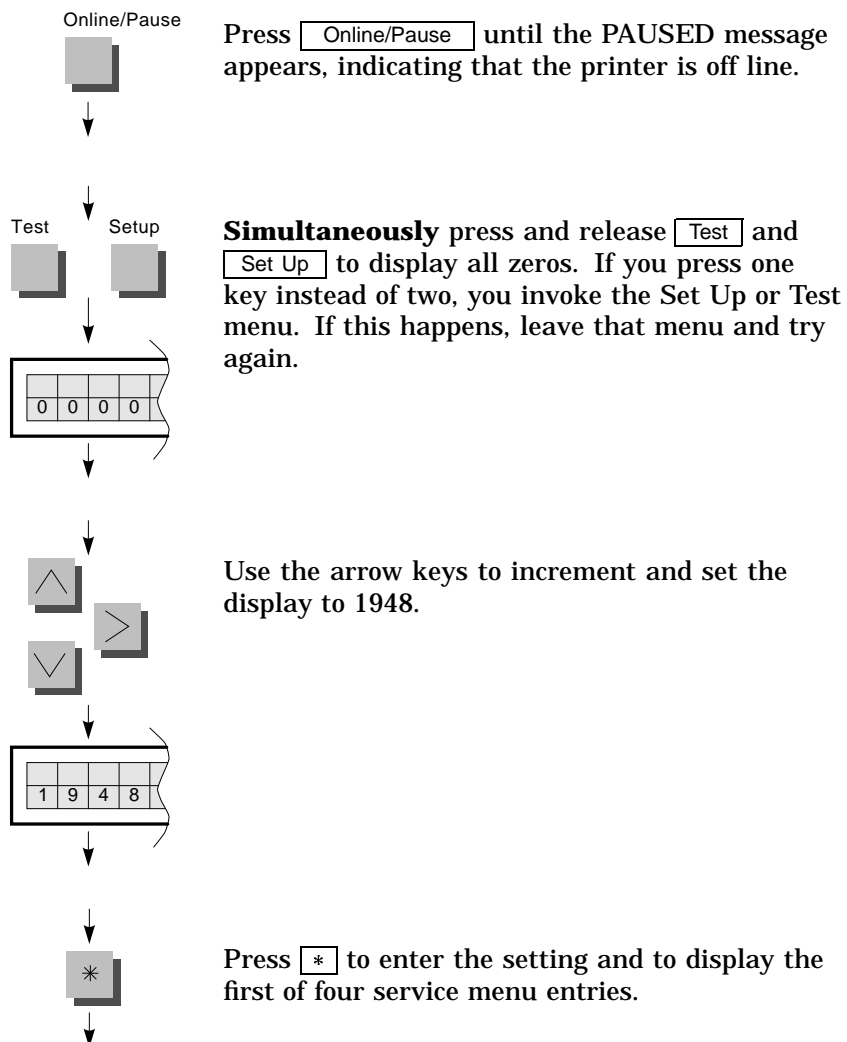 Online/Pause
Press Online/Pause until the PAUSED message
appears, indicating that the printer is off line.
Test Setup
Simultaneously press and release Test and
Set Up to display all zeros. If you press one
key instead of two, you invoke the Set Up or Test
menu. If this happens, leave that menu and try
again.
0 0 0 0
Use the arrow keys to increment and set the
display to 1948.
1 9 4 8
Press * to enter the setting and to display the
first of four service menu entries.
*